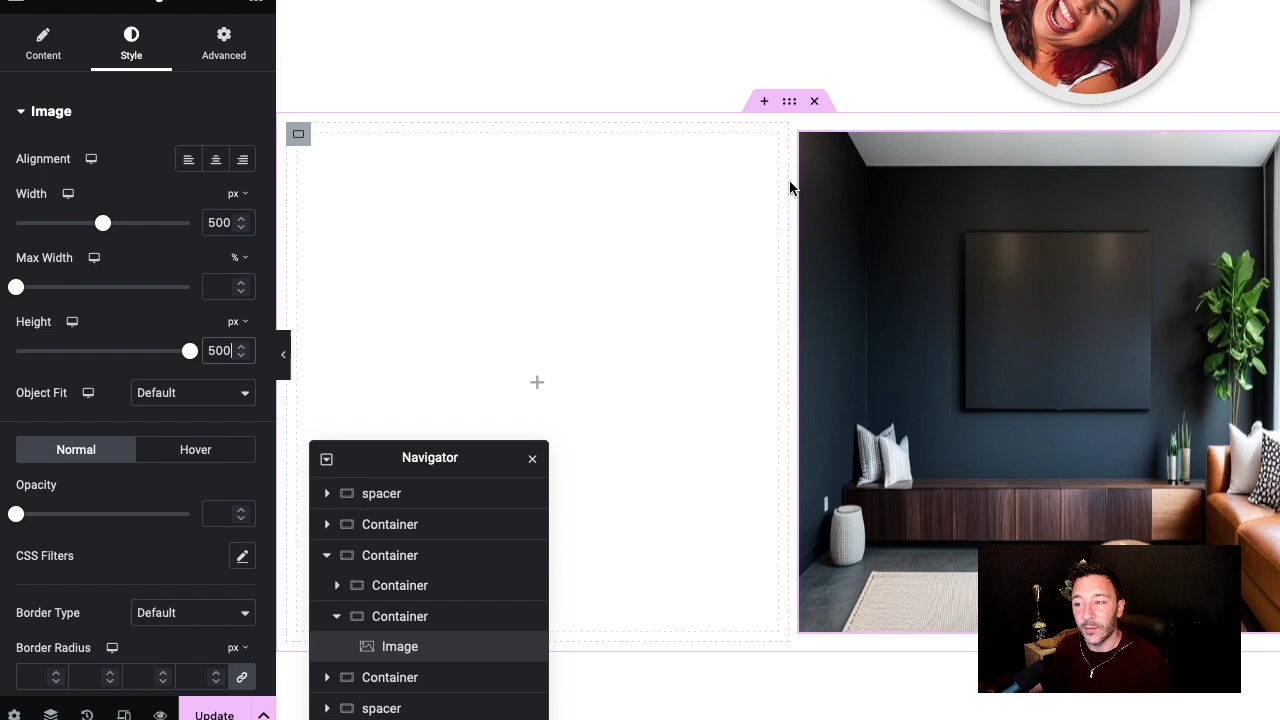 Content
Style
Advanced
Image
Alignment
Width
px
500
Max Width
%
Height
px
500
Object Fit
Default
Normal
Hover
Opacity
CSS Filters
Border Type
Default
Border Radius
px
Update
Navigator
spacer
Container
Container
Container
Container
Image
Container
spacer